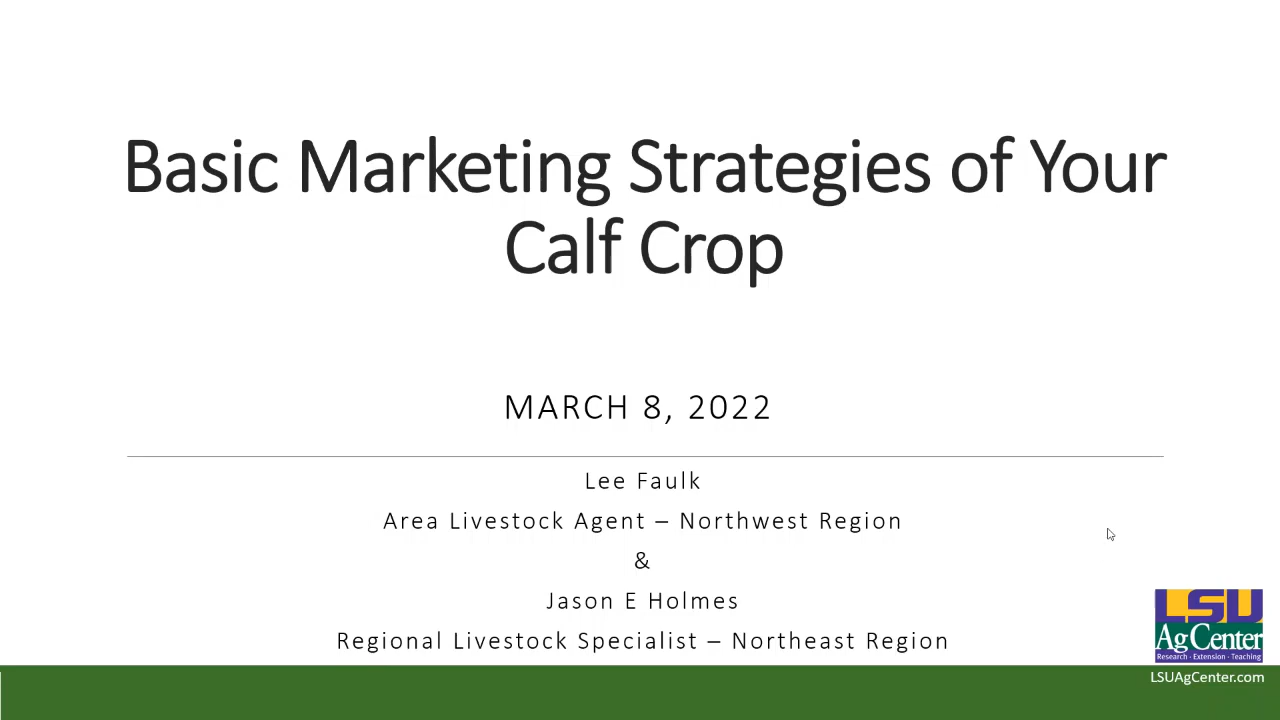 Basic Marketing Strategies of Your
Calf Crop
MARCH 8, 2022
Lee Faulk
Area Livestock Agent – Northwest Region
&
Jason E Holmes
Regional Livestock Specialist – Northeast Region
LSU
AgCenter
Research · Extension · Teaching
LSUAgCenter.com